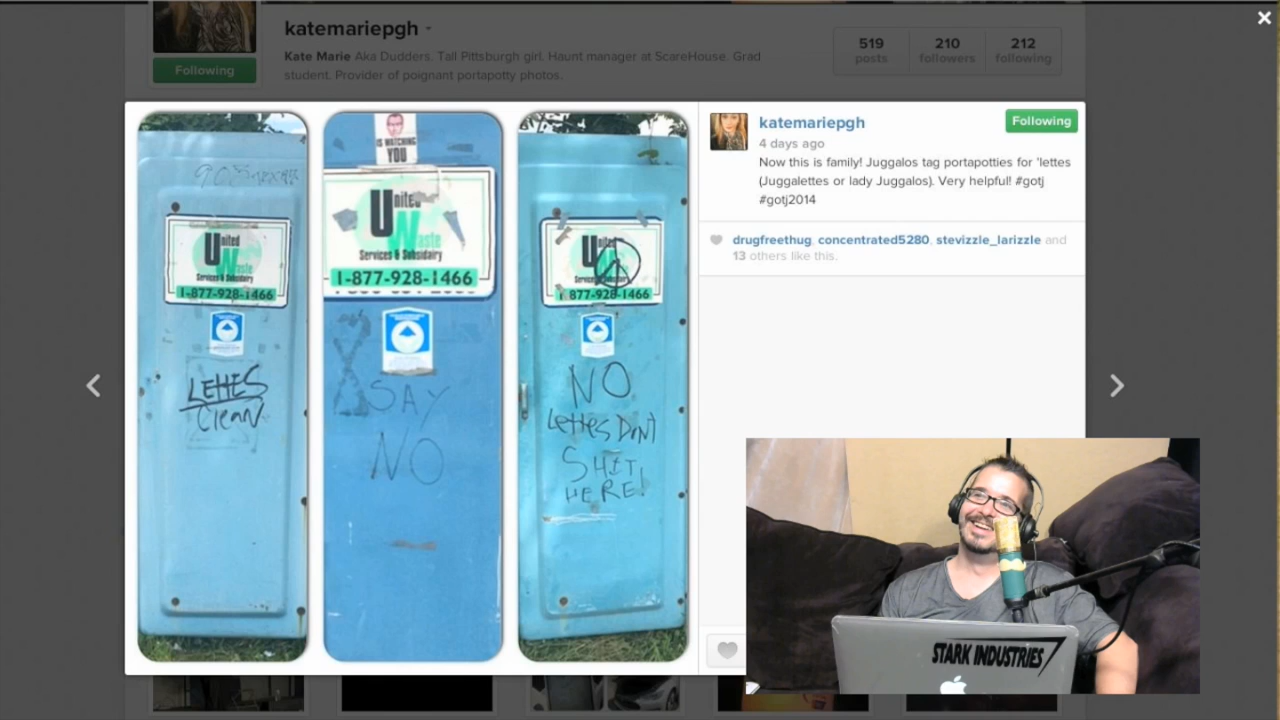 katemariepgh
Kate Marie Aka Dudders. Tall Pittsburgh girl. Haunt manager at ScareHouse. Grad
student. Provider of poignant portapotty photos.
Following
519
posts
210
followers
212
following
United
Waste
Services & Subsidairy
1-877-928-1466
LETTES
Clean
IS WATCHING
YOU
United
Waste
Services & Subsidairy
1-877-928-1466
SAY
NO
United
1-877-928-1466
NO
LETTES DONT
SHIT
HERE!
katemariepgh
Following
4 days ago
Now this is family! Juggalos tag portapotties for 'lettes
(Juggalettes or lady Juggalos). Very helpful! #gotj
#gotj2014
drugfreethug, concentrated5280, stevizzle_larizzle and
13 others like this.
STARK INDUSTRIES